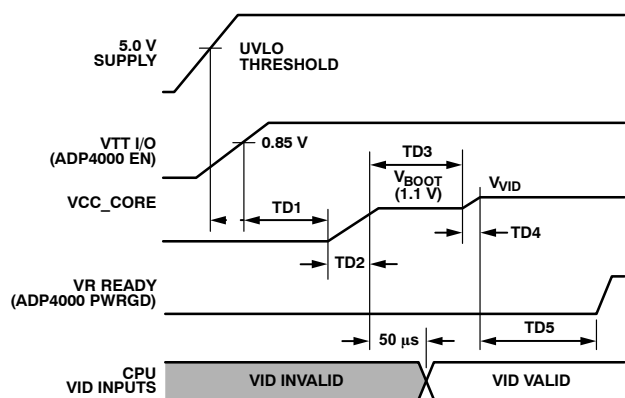 5.0 V
SUPPLY
UVLO
THRESHOLD
VTT I/O
(ADP4000 EN)
0.85 V
TD3
VCC_CORE
TD1
VBOOT
(1.1 V)
VVID
TD4
TD2
VR READY
(ADP4000 PWRGD)
50 µs
TD5
CPU
VID INPUTS
VID INVALID
VID VALID